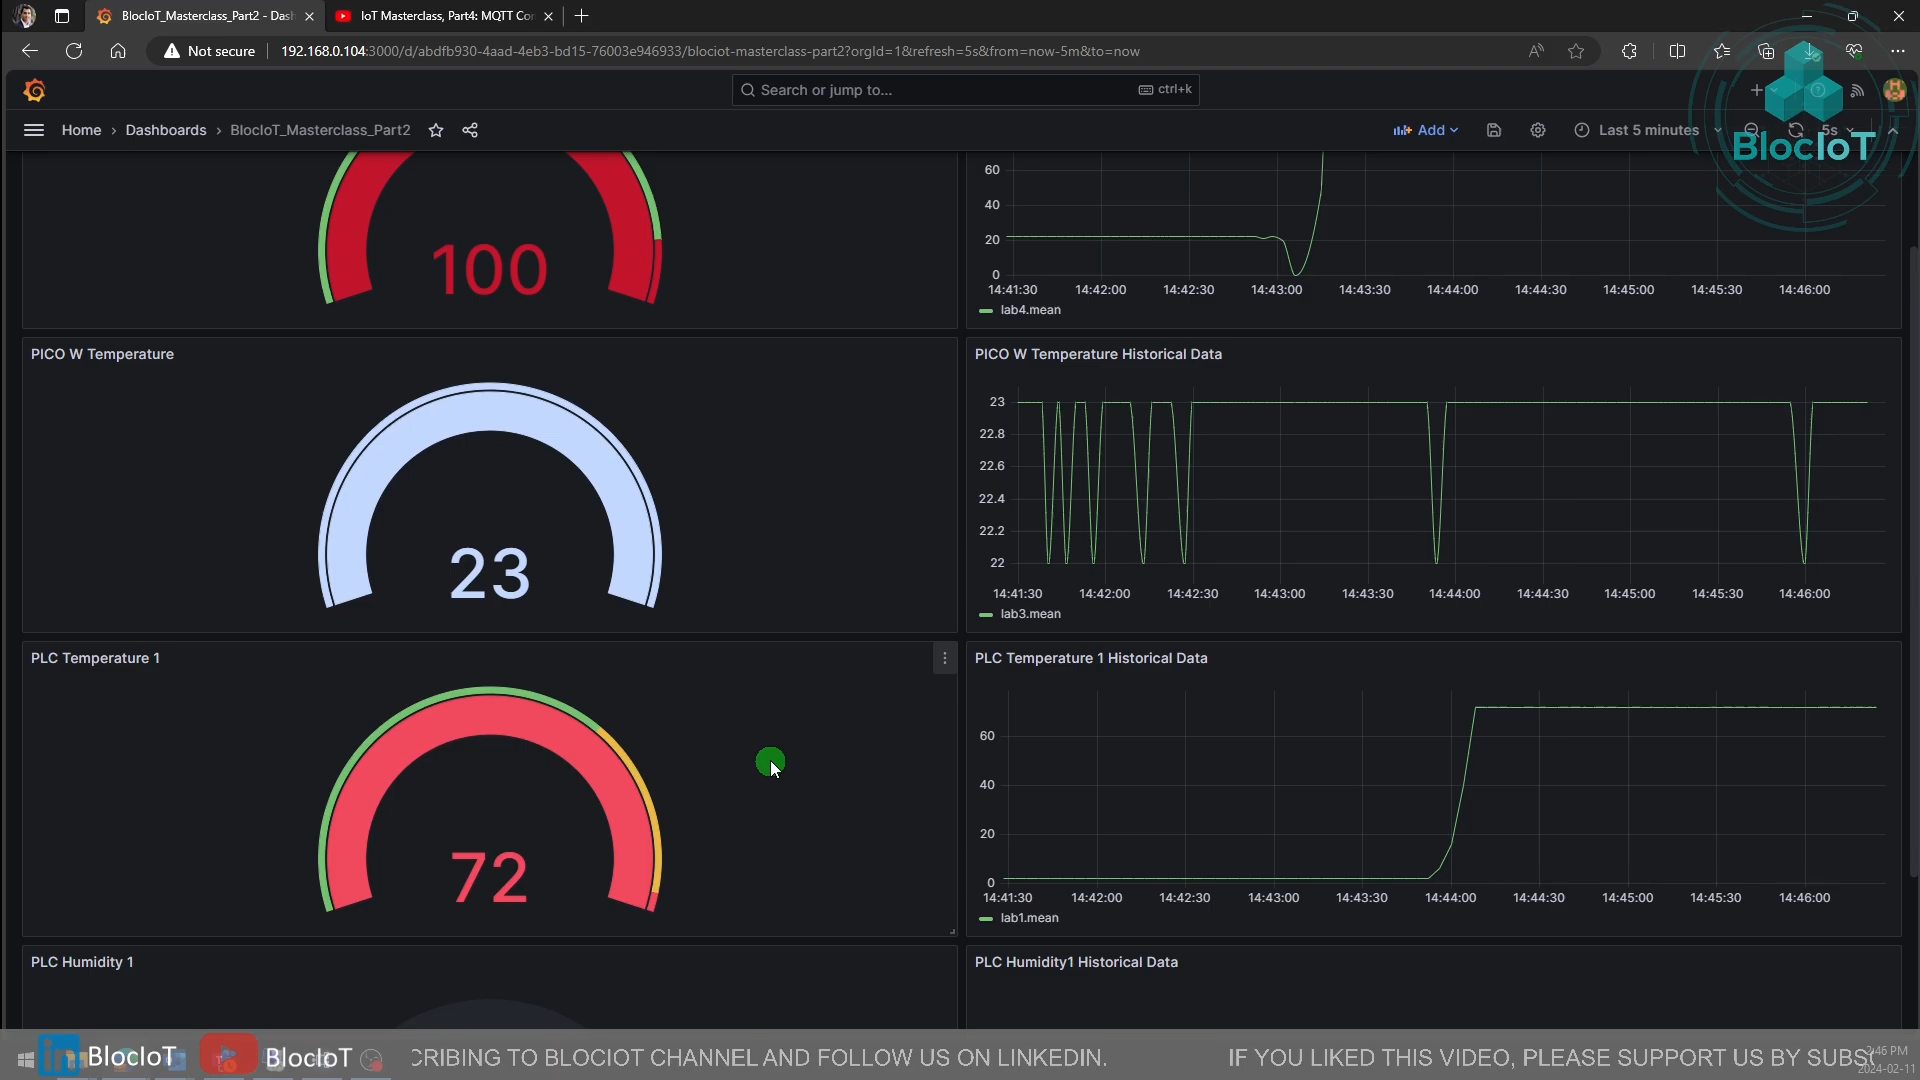 BlocIoT_Masterclass_Part2 - Dash
IoT Masterclass, Part4: MQTT Cor
Not secure
192.168.0.104:3000/d/abdfb930-4aad-4eb3-bd15-76003e946933/blociot-masterclass-part2?orgId=1&refresh=5s&from=now-5m&to=now
Search or jump to...
ctrl+k
Home › Dashboards › BlocIoT_Masterclass_Part2
Add
Last 5 minutes
5s
BlocIoT
100
60
40
20
0
14:41:30 14:42:00 14:42:30 14:43:00 14:43:30 14:44:00 14:44:30 14:45:00 14:45:30 14:46:00
lab4.mean
PICO W Temperature
23
PICO W Temperature Historical Data
23
22.8
22.6
22.4
22.2
22
14:41:30 14:42:00 14:42:30 14:43:00 14:43:30 14:44:00 14:44:30 14:45:00 14:45:30 14:46:00
lab3.mean
PLC Temperature 1
72
PLC Temperature 1 Historical Data
60
40
20
0
14:41:30 14:42:00 14:42:30 14:43:00 14:43:30 14:44:00 14:44:30 14:45:00 14:45:30 14:46:00
lab1.mean
PLC Humidity 1
PLC Humidity1 Historical Data
in BlocIoT
BlocIoT
CRIBING TO BLOCIOT CHANNEL AND FOLLOW US ON LINKEDIN.
IF YOU LIKED THIS VIDEO, PLEASE SUPPORT US BY SUBSC
2:46 PM
2024-02-11